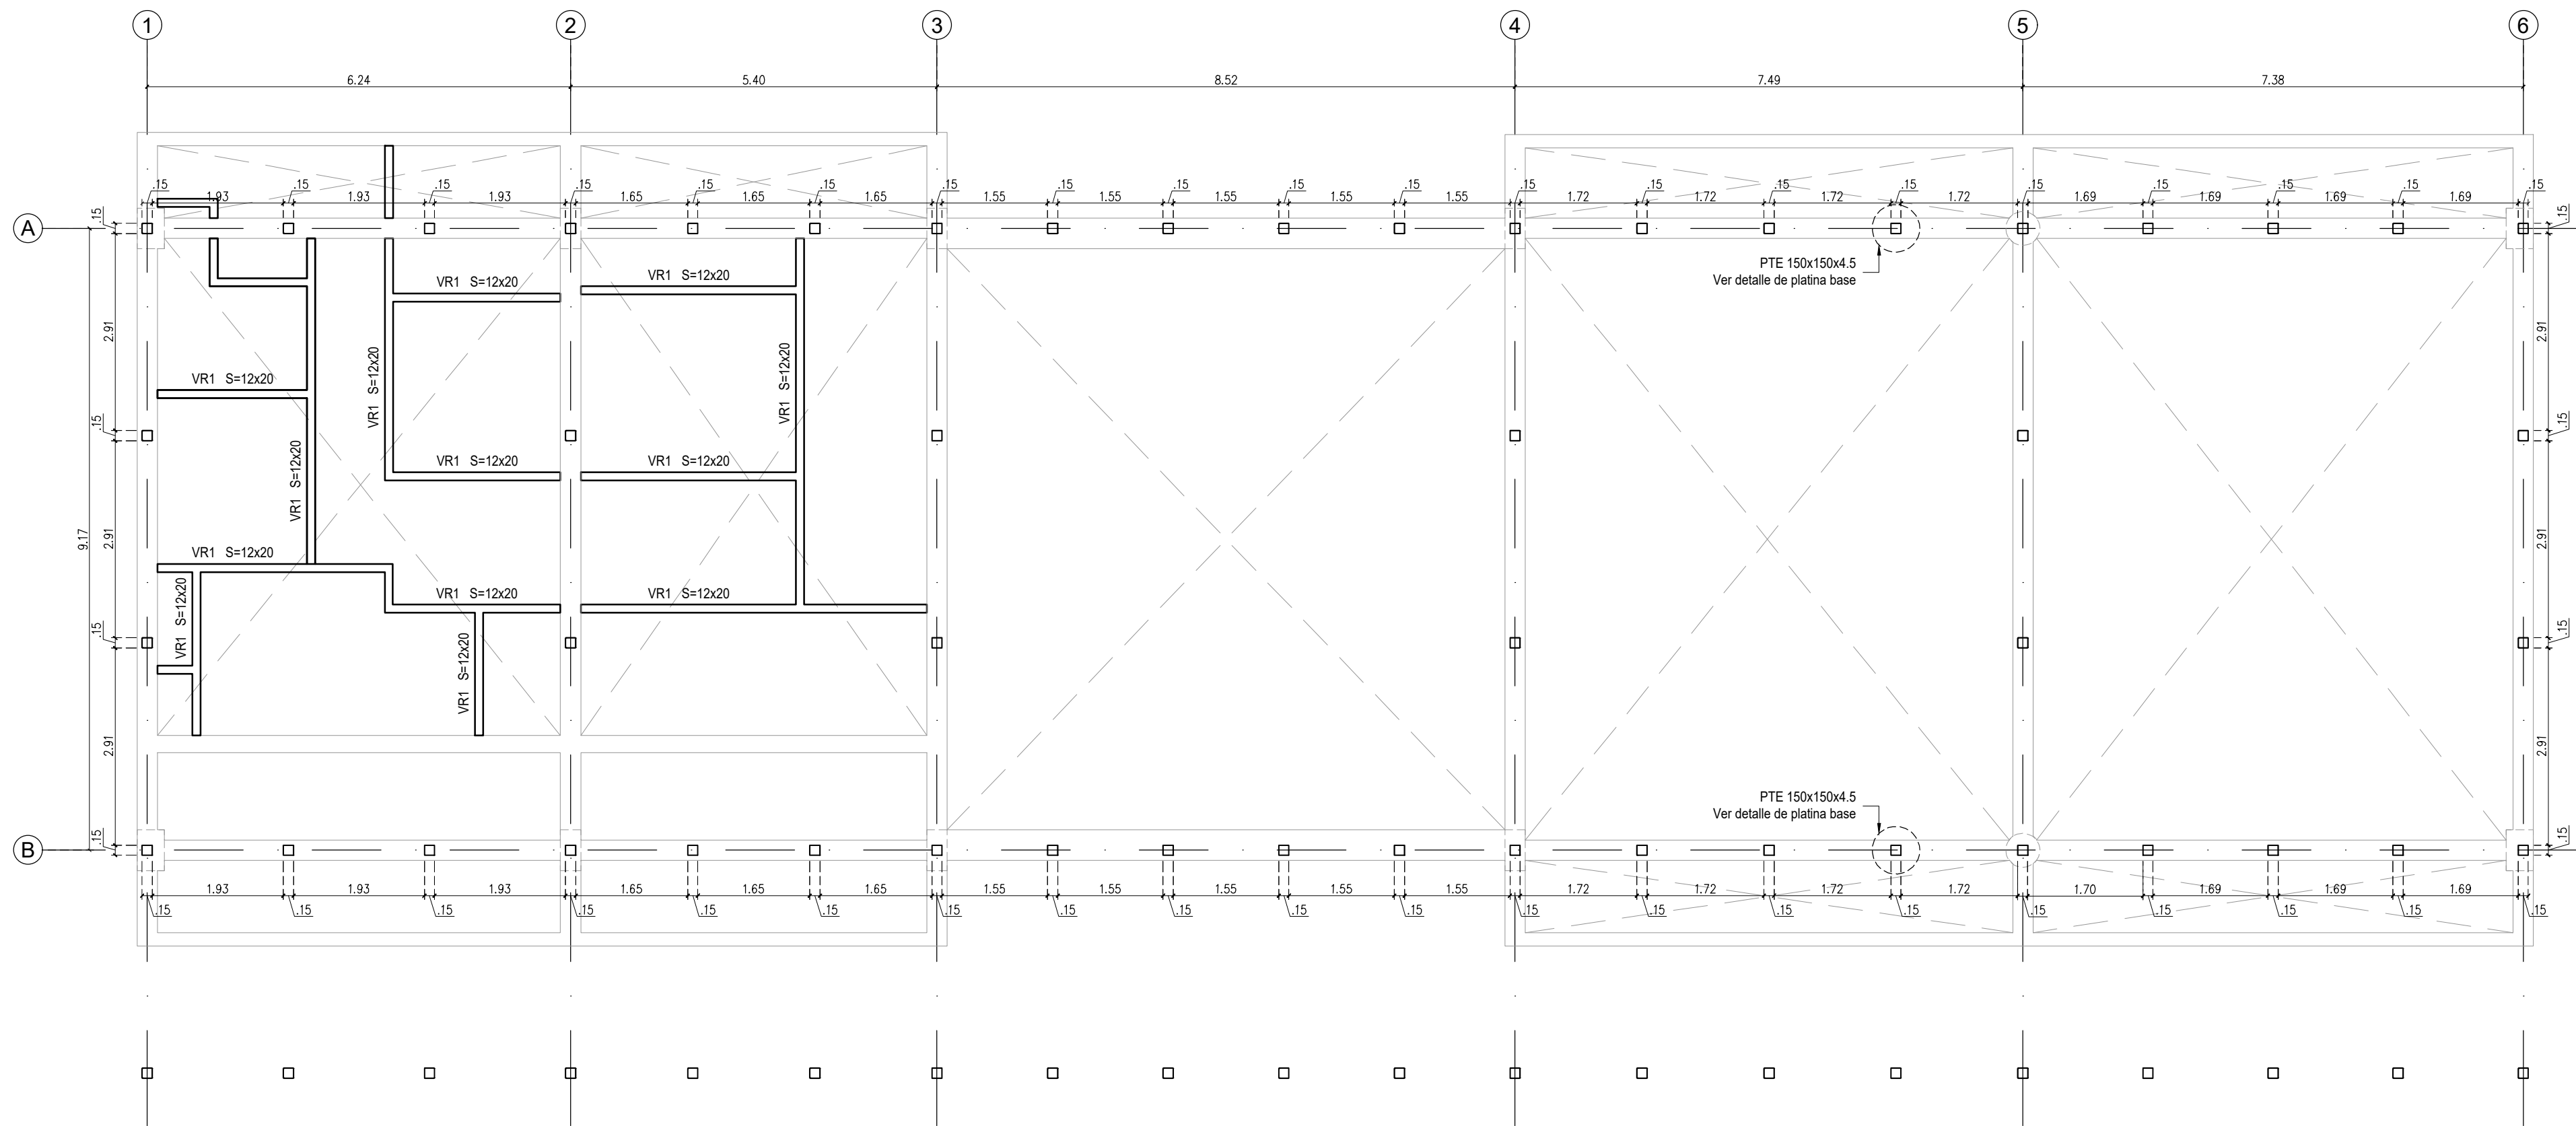 1 2 3 4 5 6
6.24 5.40 8.52 7.49 7.38
.15 .15 .15 .15 .15 .15 .15 .15 .15 .15 .15 .15 .15 .15 .15 .15 .15 .15 .15 .15
1.93 1.93 1.93 1.65 1.65 1.65 1.55 1.55 1.55 1.55 1.55 1.72 1.72 1.72 1.72 1.69 1.69 1.69 1.69
.15 .15
A
PTE 150x150x4.5
Ver detalle de platina base
VR1 S=12x20
VR1 S=12x20
2.91
2.91
VR1 S=12x20
VR1 S=12x20
VR1 S=12x20
.15
.15
VR1 S=12x20
VR1 S=12x20
VR1 S=12x20
9.17
2.91
2.91
VR1 S=12x20
VR1 S=12x20
VR1 S=12x20
VR1 S=12x20
.15
.15
VR1 S=12x20
2.91
2.91
PTE 150x150x4.5
Ver detalle de platina base
.15
.15
B
1.93 1.93 1.93 1.65 1.65 1.65 1.55 1.55 1.55 1.55 1.55 1.72 1.72 1.72 1.72 1.70 1.69 1.69 1.69
.15 .15 .15 .15 .15 .15 .15 .15 .15 .15 .15 .15 .15 .15 .15 .15 .15 .15 .15 .15